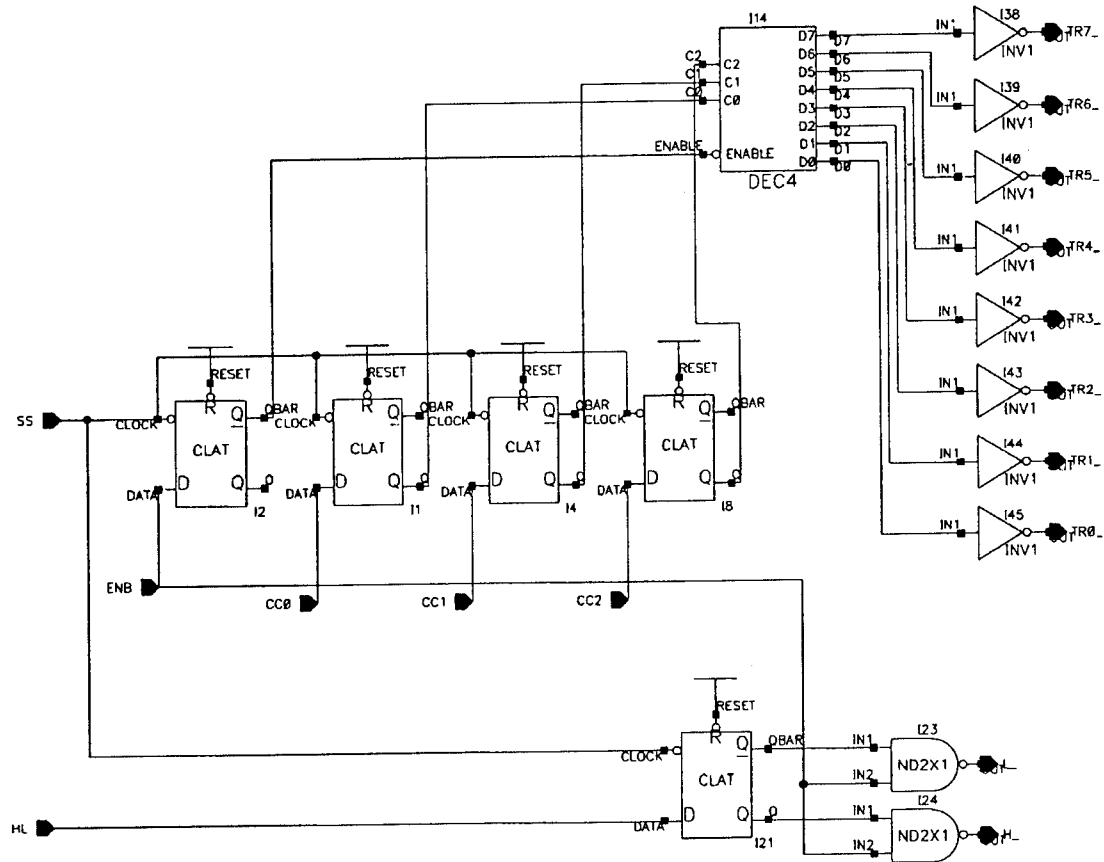 I14
DEC4
C2
C1
C0
ENABLE
C2
C1
C0
ENABLE
D7
D6
D5
D4
D3
D2
D1
D0
D7
D6
D5
D4
D3
D2
D1
D0
IN1
I38
INV1
TR7_
IN1
I39
INV1
TR6_
IN1
I40
INV1
TR5_
IN1
I41
INV1
TR4_
IN1
I42
INV1
TR3_
IN1
I43
INV1
TR2_
IN1
I44
INV1
TR1_
IN1
I45
INV1
TR0_
SS
RESET
R
CLOCK
CLAT
Q
QBAR
DATA
D
Q
Q
I2
RESET
R
CLOCK
CLAT
Q
QBAR
DATA
D
Q
Q
I1
RESET
R
CLOCK
CLAT
Q
QBAR
DATA
D
Q
Q
I4
RESET
R
CLOCK
CLAT
Q
QBAR
DATA
D
Q
Q
I8
ENB
CC0
CC1
CC2
RESET
R
CLOCK
CLAT
Q
QBAR
DATA
D
Q
Q
I21
HL
IN1
IN2
I23
ND2X1
L_
IN1
IN2
I24
ND2X1
H_